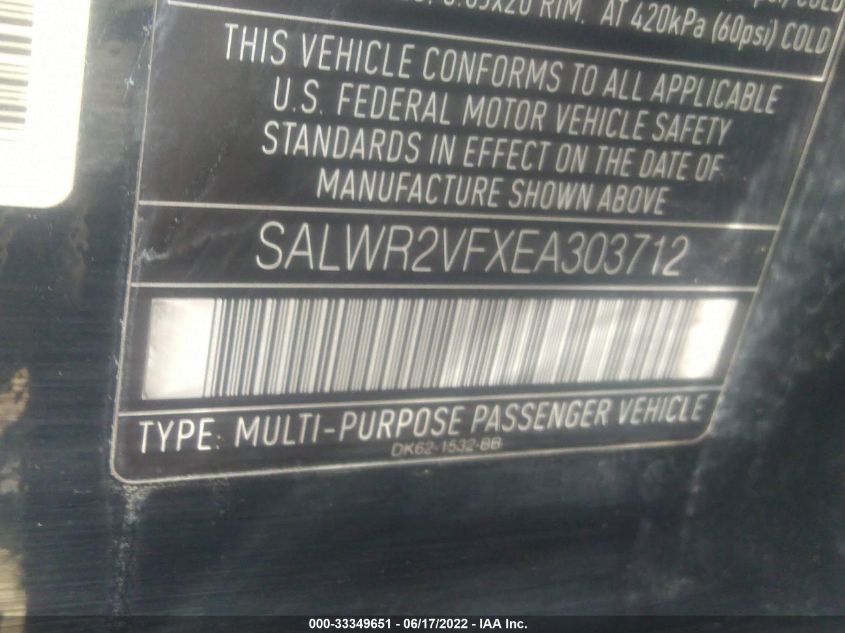 X20 RIM, AT 420kPa (60psi) COLD
THIS VEHICLE CONFORMS TO ALL APPLICABLE
U.S. FEDERAL MOTOR VEHICLE SAFETY
STANDARDS IN EFFECT ON THE DATE OF
MANUFACTURE SHOWN ABOVE
SALWR2VFXEA303712
TYPE: MULTI-PURPOSE PASSENGER VEHICLE
DK62-1532-BB
000-33349651 - 06/17/2022 - IAA Inc.